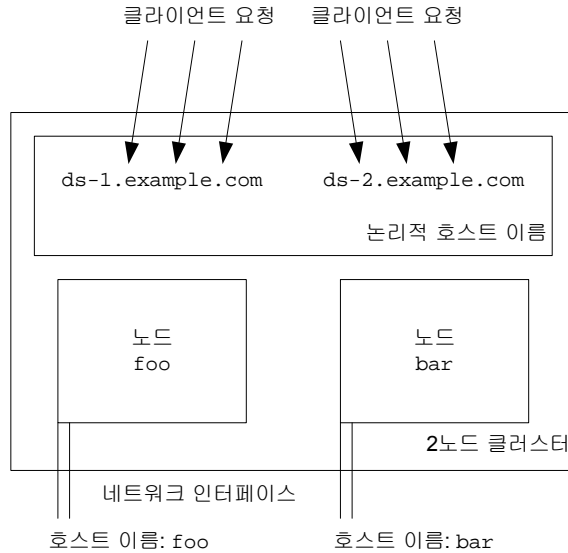 클라이언트 요청
클라이언트 요청
ds-1.example.com
ds-2.example.com
논리적 호스트 이름
노드
foo
노드
bar
2노드 클러스터
네트워크 인터페이스
호스트 이름: foo
호스트 이름: bar